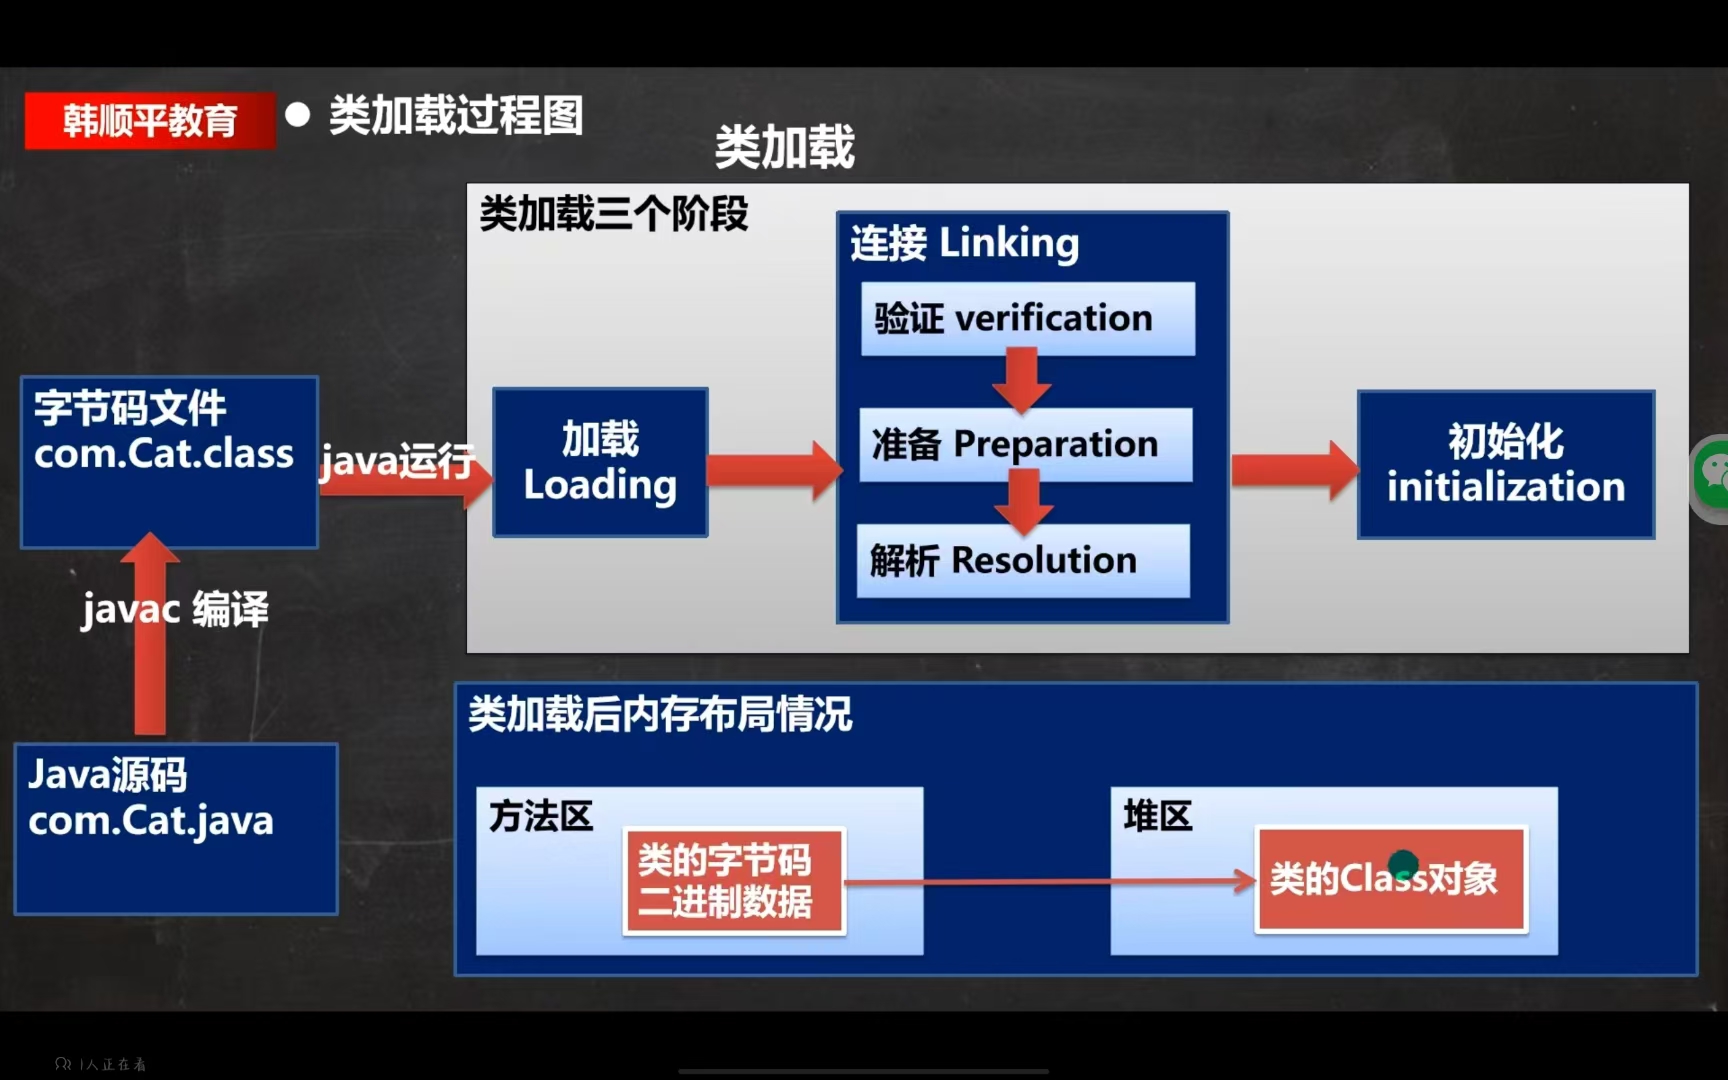 韩顺平教育
● 类加载过程图
类加载
类加载三个阶段
连接 Linking
验证 verification
准备 Preparation
解析 Resolution
字节码文件
com.Cat.class
java运行
加载
Loading
初始化
initialization
javac 编译
Java源码
com.Cat.java
类加载后内存布局情况
方法区
类的字节码
二进制数据
堆区
类的Class对象
1人正在看